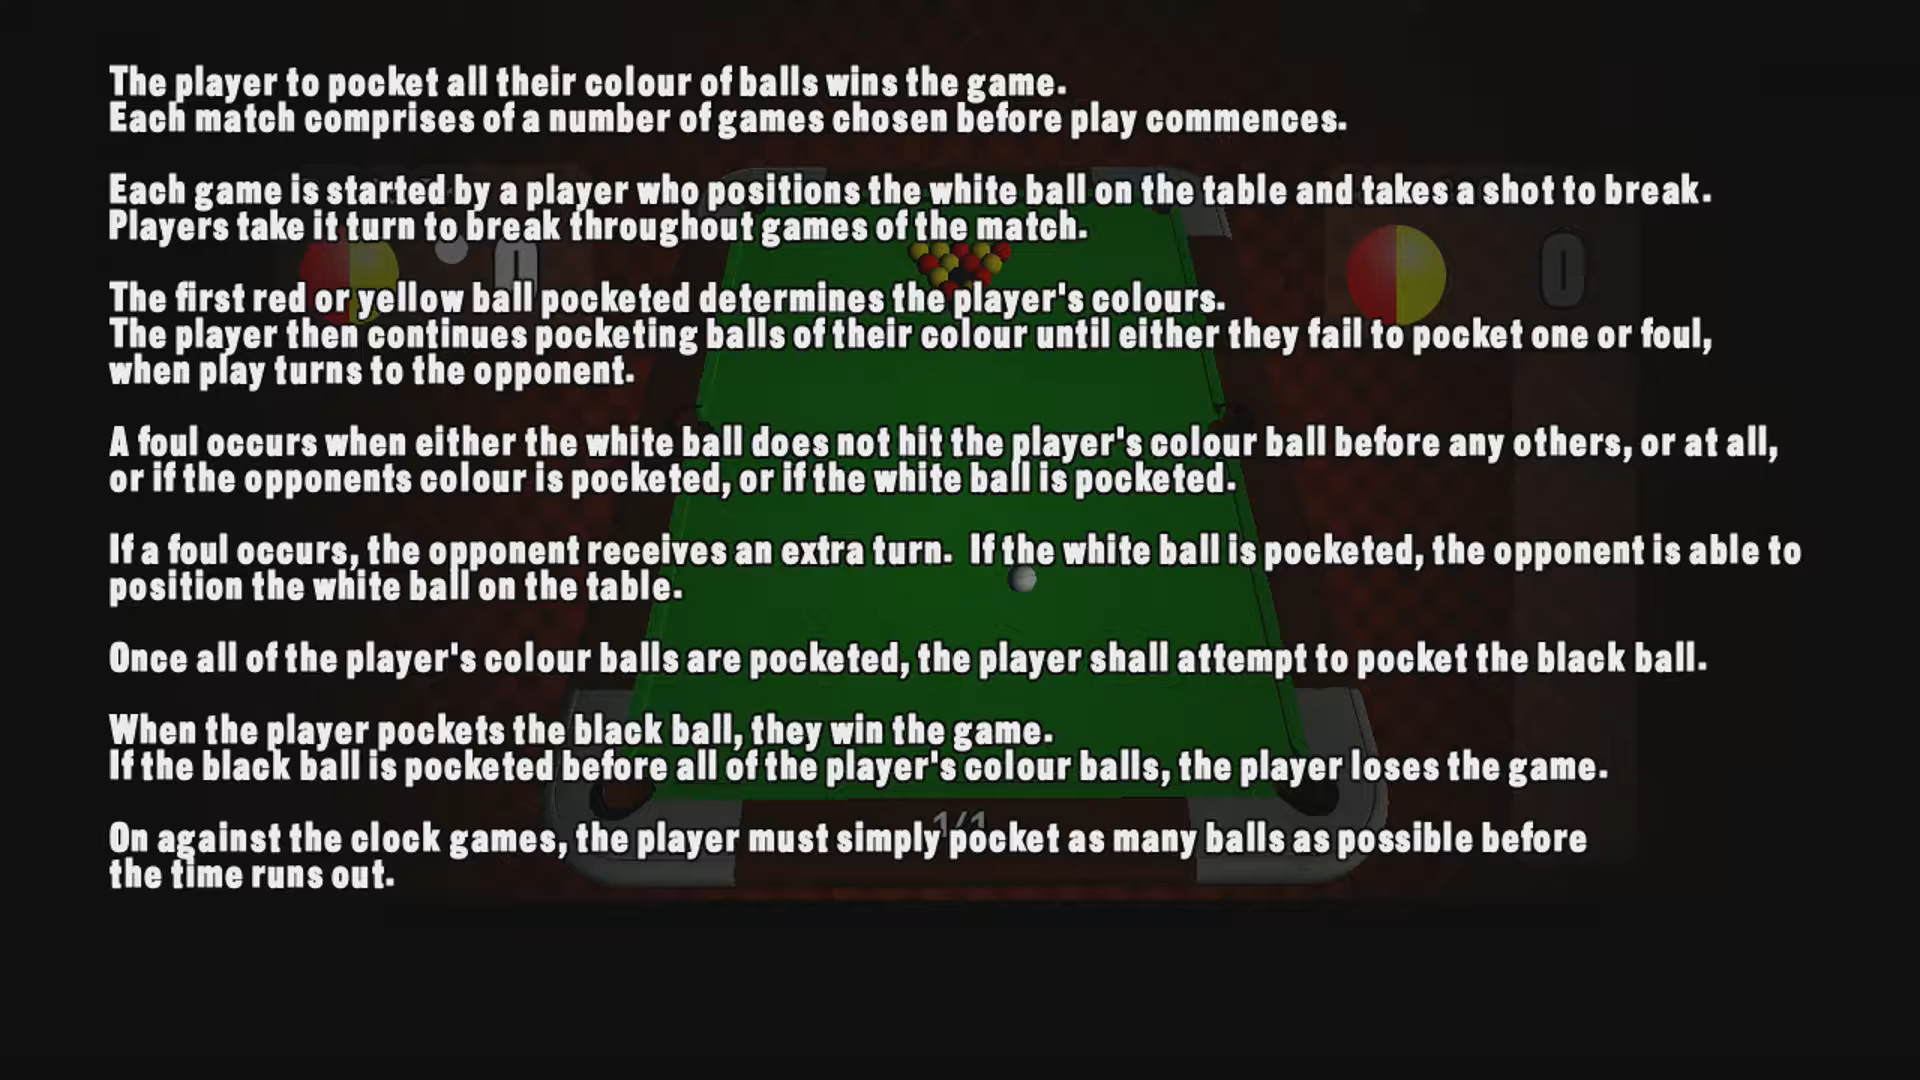 The player to pocket all their colour of balls wins the game.
Each match comprises of a number of games chosen before play commences.
Each game is started by a player who positions the white ball on the table and takes a shot to break.
Players take it turn to break throughout games of the match.
0
0
The first red or yellow ball pocketed determines the player's colours.
The player then continues pocketing balls of their colour until either they fail to pocket one or foul,
when play turns to the opponent.
A foul occurs when either the white ball does not hit the player's colour ball before any others, or at all,
or if the opponents colour is pocketed, or if the white ball is pocketed.
If a foul occurs, the opponent receives an extra turn.  If the white ball is pocketed, the opponent is able to
position the white ball on the table.
Once all of the player's colour balls are pocketed, the player shall attempt to pocket the black ball.
When the player pockets the black ball, they win the game.
If the black ball is pocketed before all of the player's colour balls, the player loses the game.
1/1
On against the clock games, the player must simply pocket as many balls as possible before
the time runs out.